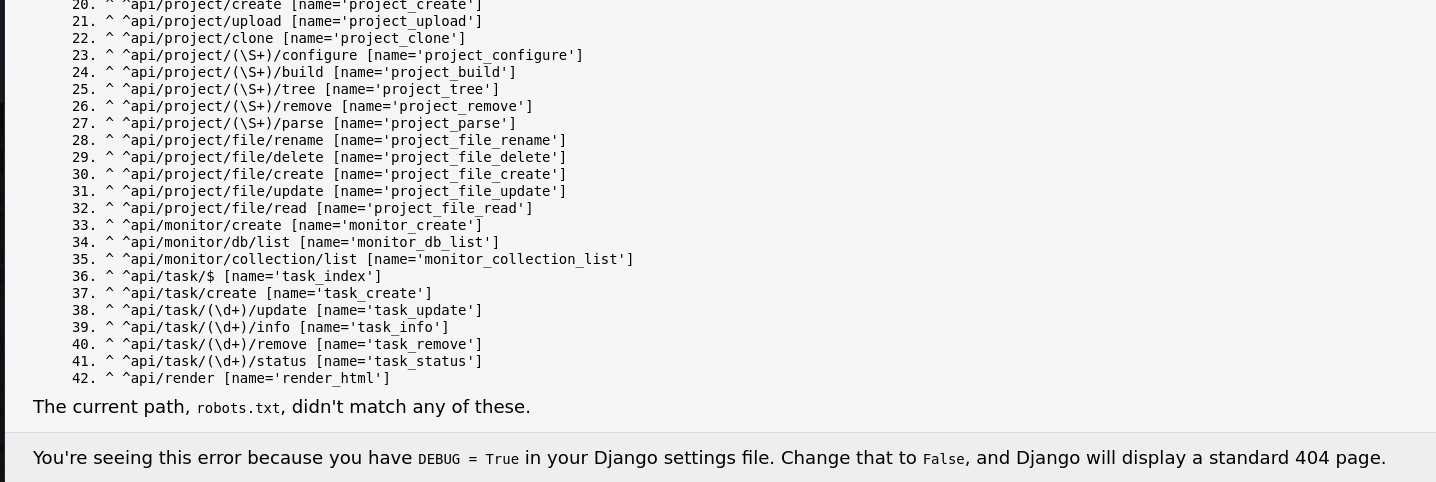 20. ^ ^api/project/create [name='project_create']
21. ^ ^api/project/upload [name='project_upload']
22. ^ ^api/project/clone [name='project_clone']
23. ^ ^api/project/(\S+)/configure [name='project_configure']
24. ^ ^api/project/(\S+)/build [name='project_build']
25. ^ ^api/project/(\S+)/tree [name='project_tree']
26. ^ ^api/project/(\S+)/remove [name='project_remove']
27. ^ ^api/project/(\S+)/parse [name='project_parse']
28. ^ ^api/project/file/rename [name='project_file_rename']
29. ^ ^api/project/file/delete [name='project_file_delete']
30. ^ ^api/project/file/create [name='project_file_create']
31. ^ ^api/project/file/update [name='project_file_update']
32. ^ ^api/project/file/read [name='project_file_read']
33. ^ ^api/monitor/create [name='monitor_create']
34. ^ ^api/monitor/db/list [name='monitor_db_list']
35. ^ ^api/monitor/collection/list [name='monitor_collection_list']
36. ^ ^api/task/$ [name='task_index']
37. ^ ^api/task/create [name='task_create']
38. ^ ^api/task/(\d+)/update [name='task_update']
39. ^ ^api/task/(\d+)/info [name='task_info']
40. ^ ^api/task/(\d+)/remove [name='task_remove']
41. ^ ^api/task/(\d+)/status [name='task_status']
42. ^ ^api/render [name='render_html']
The current path, robots.txt, didn't match any of these.
You're seeing this error because you have DEBUG = True in your Django settings file. Change that to False, and Django will display a standard 404 page.